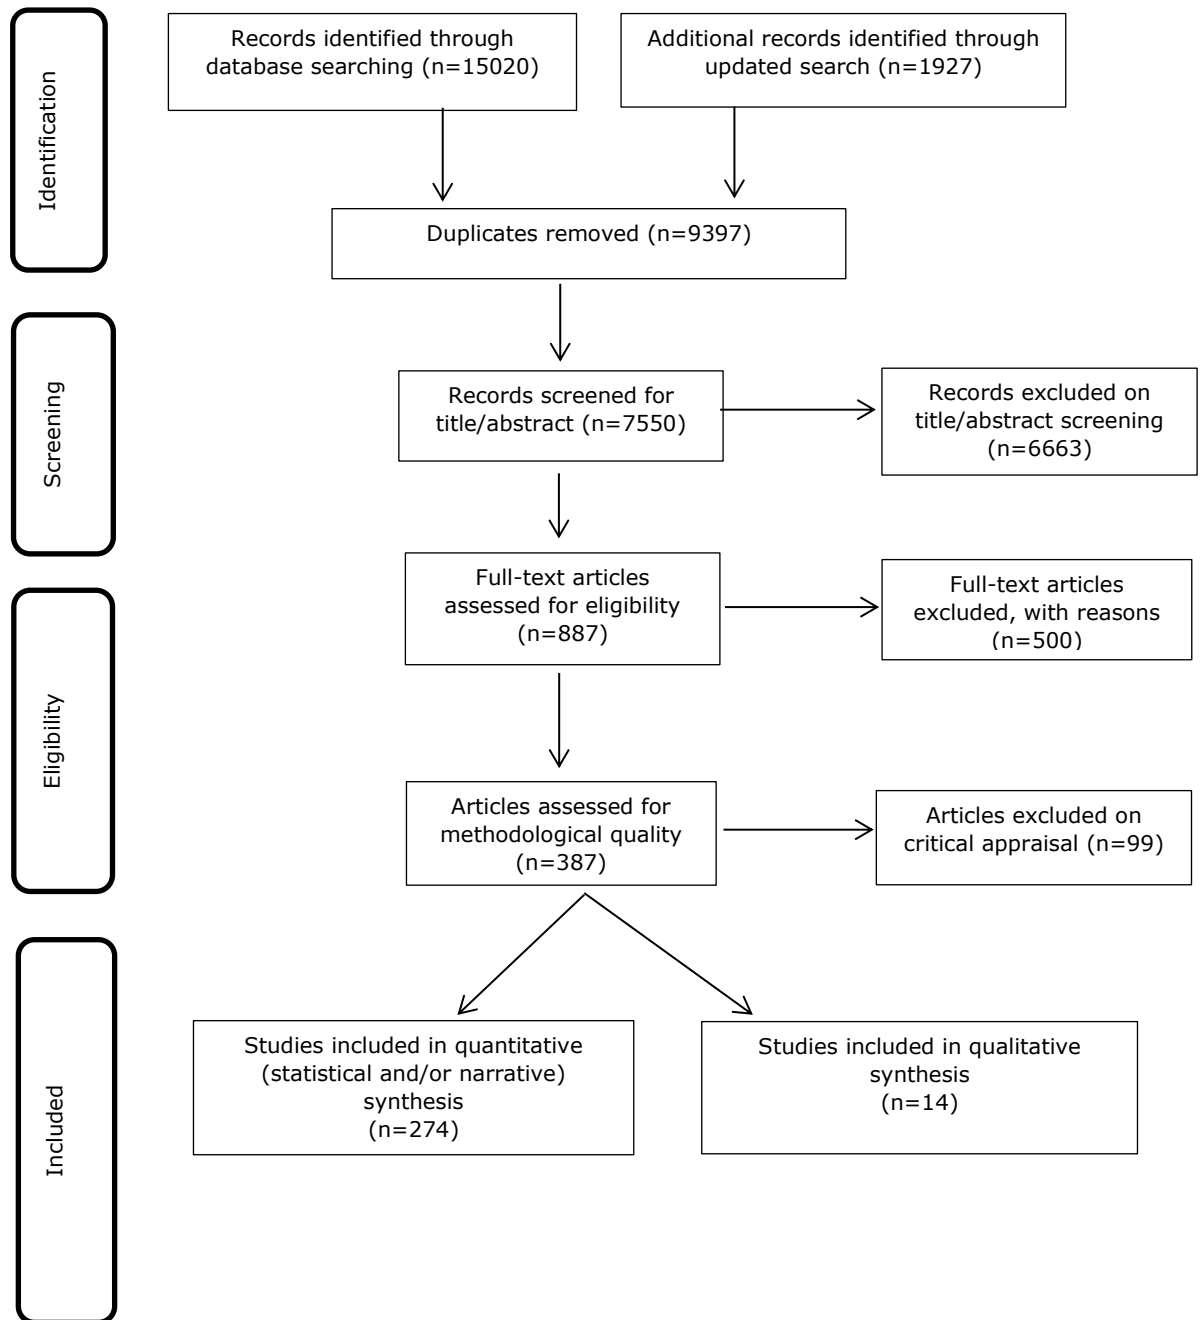 Identification
Records identified through
database searching (n=15020)
Additional records identified through
updated search (n=1927)
Duplicates removed (n=9397)
Screening
Records screened for
title/abstract (n=7550)
Records excluded on
title/abstract screening
(n=6663)
Eligibility
Full-text articles
assessed for eligibility
(n=887)
Full-text articles
excluded, with reasons
(n=500)
Articles assessed for
methodological quality
(n=387)
Articles excluded on
critical appraisal (n=99)
Included
Studies included in quantitative
(statistical and/or narrative)
synthesis
(n=274)
Studies included in qualitative
synthesis
(n=14)